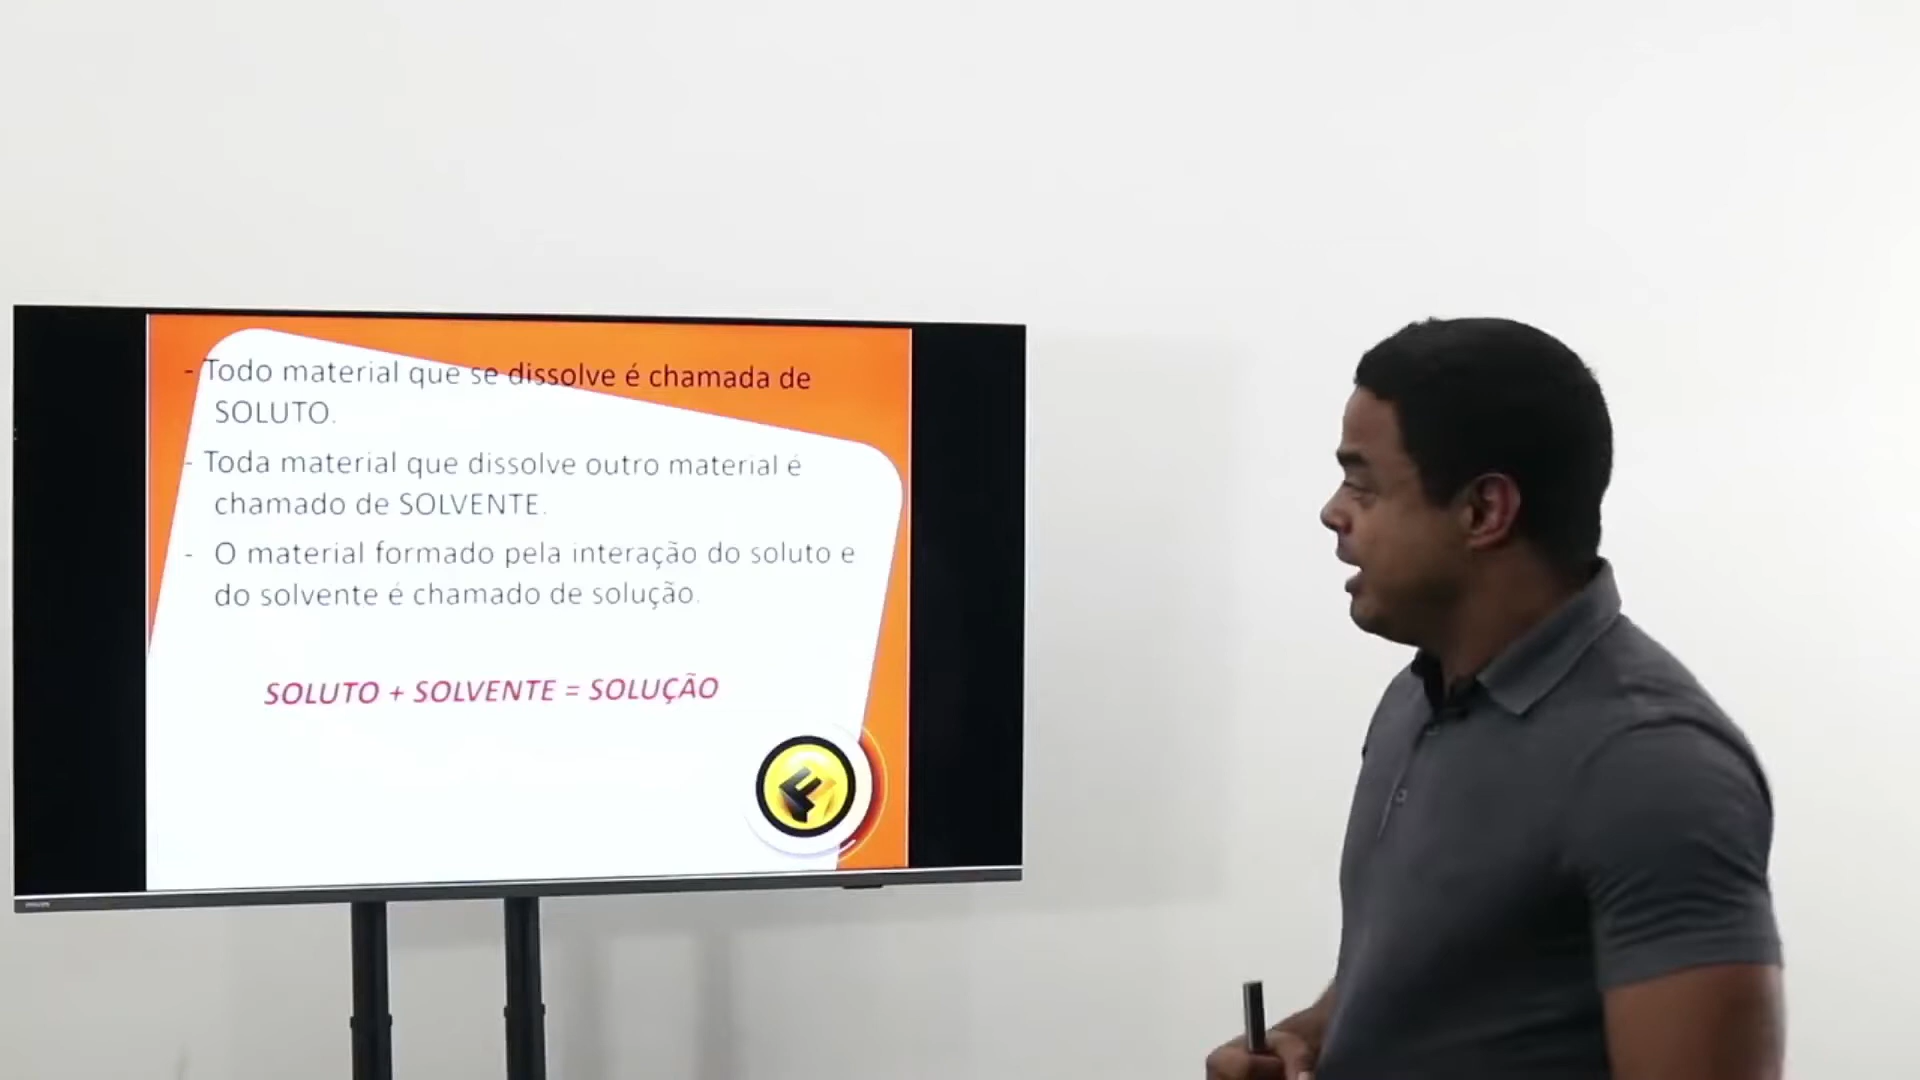 - Todo material que se dissolve é chamada de
SOLUTO.
- Toda material que dissolve outro material é
chamado de SOLVENTE.
- O material formado pela interação do soluto e
do solvente é chamado de solução.
SOLUTO + SOLVENTE = SOLUÇÃO